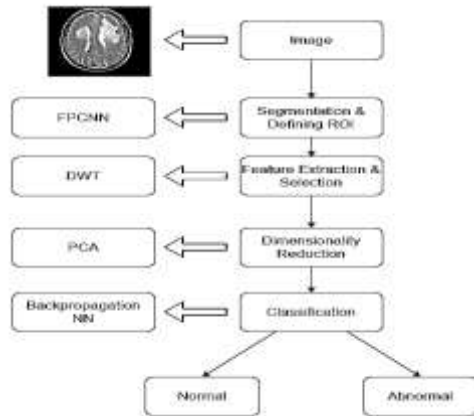 Image
FPCNN
Segmentation &
Defining ROI
DWT
Feature Extraction &
Selection
PCA
Dimensionality
Reduction
Backpropagation
NN
Classification
Normal
Abnormal